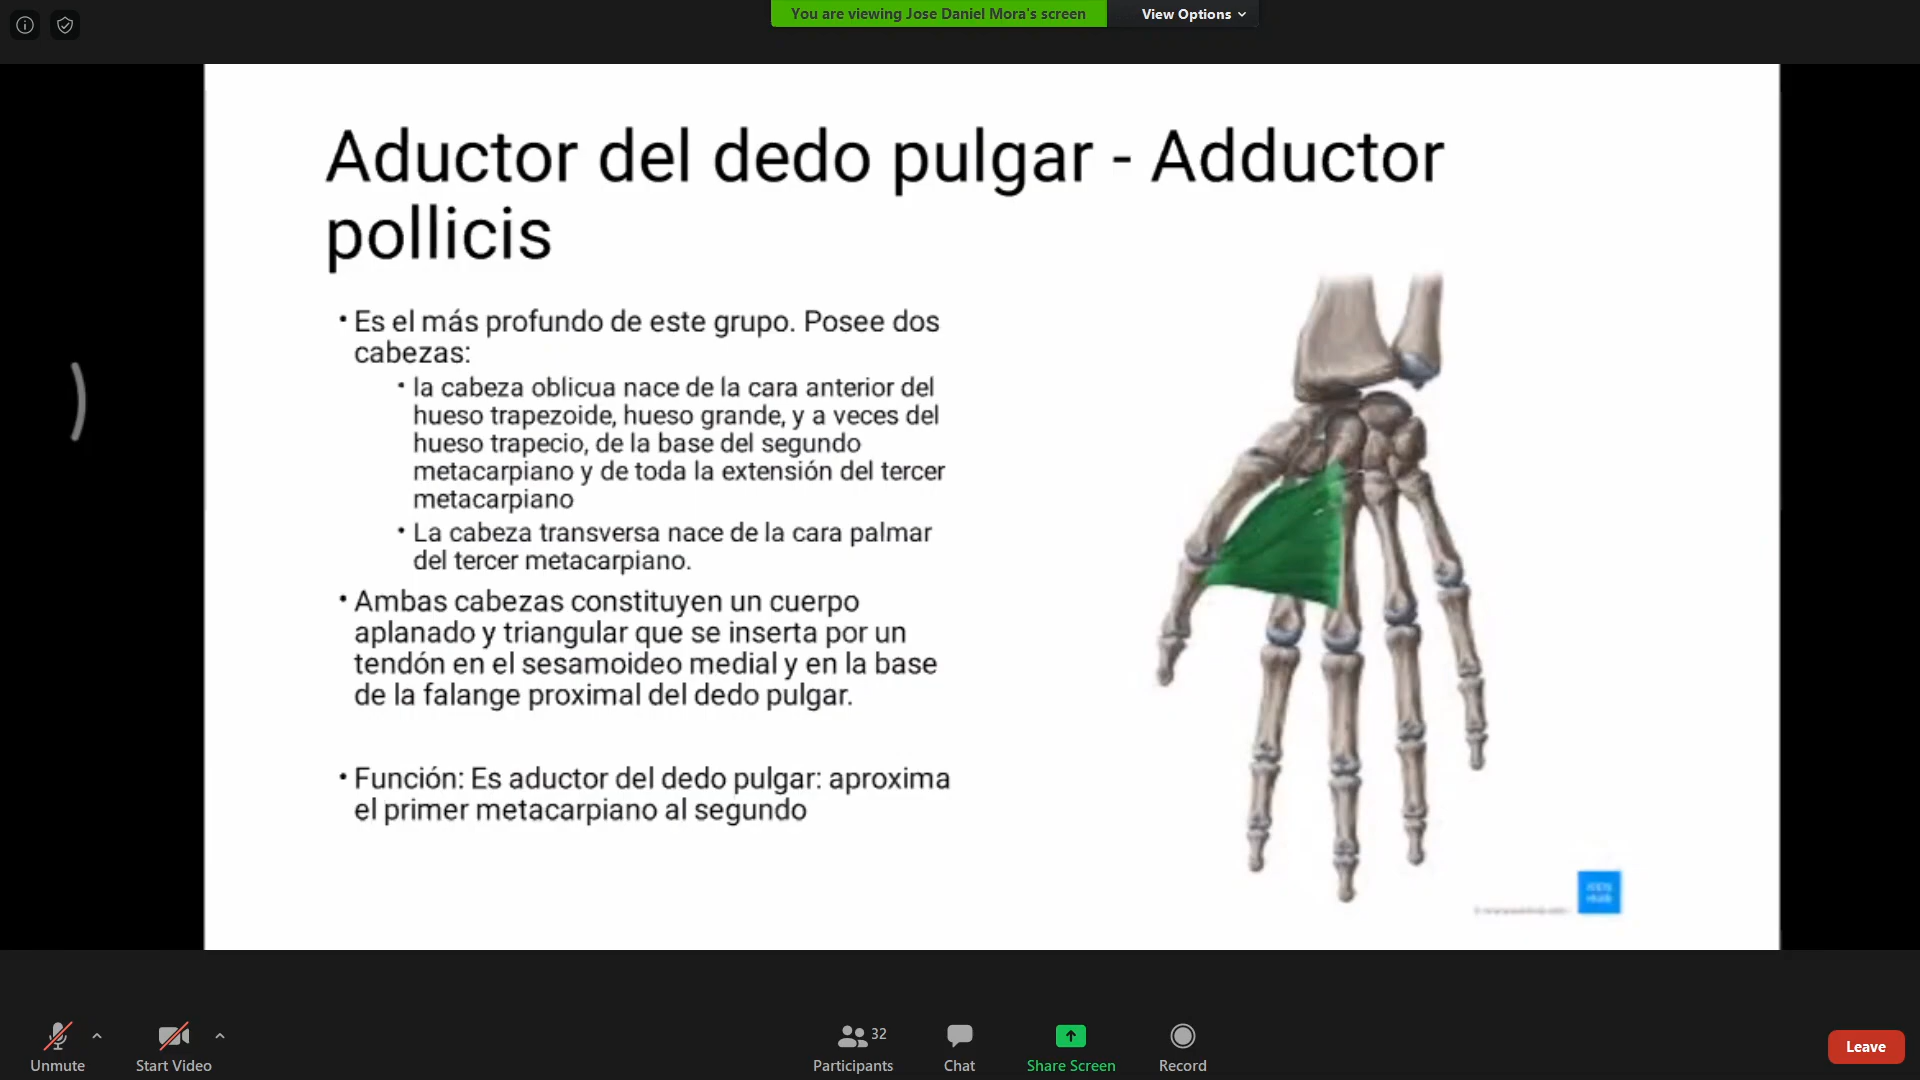 You are viewing Jose Daniel Mora's screen
View Options
Aductor del dedo pulgar - Adductor
pollicis
• Es el más profundo de este grupo. Posee dos
cabezas:
• la cabeza oblicua nace de la cara anterior del
hueso trapezoide, hueso grande, y a veces del
hueso trapecio, de la base del segundo
metacarpiano y de toda la extensión del tercer
metacarpiano
• La cabeza transversa nace de la cara palmar
del tercer metacarpiano.
• Ambas cabezas constituyen un cuerpo
aplanado y triangular que se inserta por un
tendón en el sesamoideo medial y en la base
de la falange proximal del dedo pulgar.
• Función: Es aductor del dedo pulgar: aproxima
el primer metacarpiano al segundo
Unmute
Start Video
32
Participants
Chat
Share Screen
Record
Leave